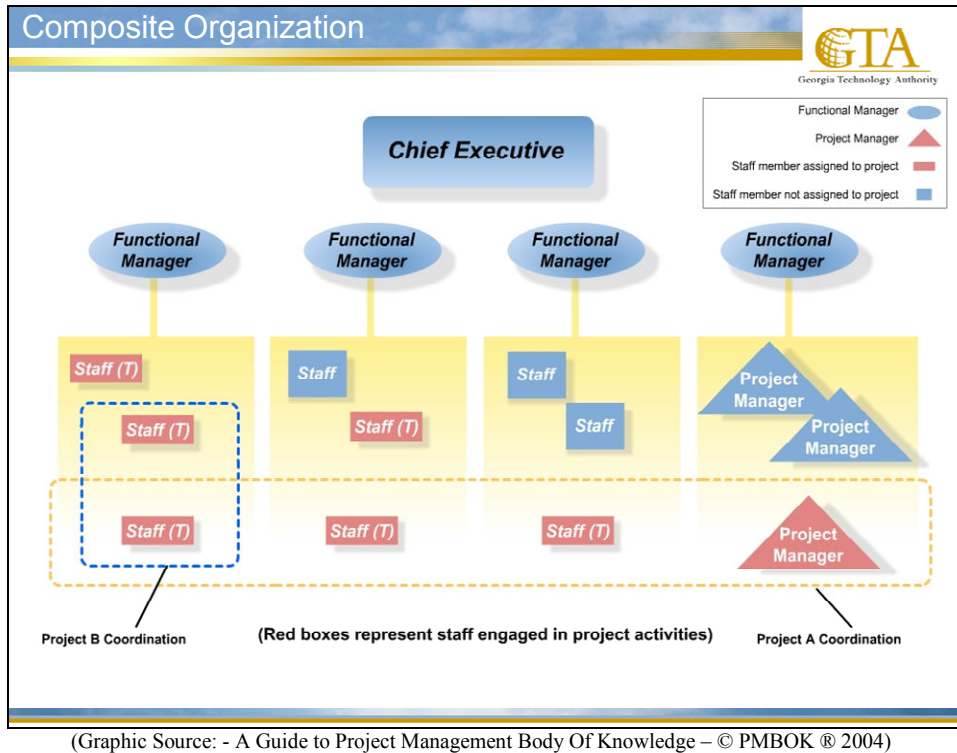 Composite Organization
GTA
Georgia Technology Authority
Functional Manager
Project Manager
Staff member assigned to project
Staff member not assigned to project
Chief Executive
Functional
Manager
Functional
Manager
Functional
Manager
Functional
Manager
Staff (T)
Staff (T)
Staff (T)
Staff
Staff (T)
Staff (T)
Staff
Staff
Staff (T)
Project
Manager
Project
Manager
Project
Manager
Project B Coordination
(Red boxes represent staff engaged in project activities)
Project A Coordination
(Graphic Source: - A Guide to Project Management Body Of Knowledge – © PMBOK ® 2004)